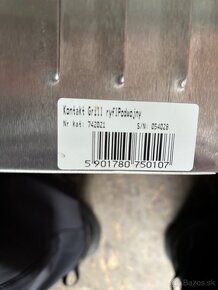 Kontakt Grill ryflPodwójny
Nr kat: 742021
S/N: 054028
5 901780 750107
bazos.sk